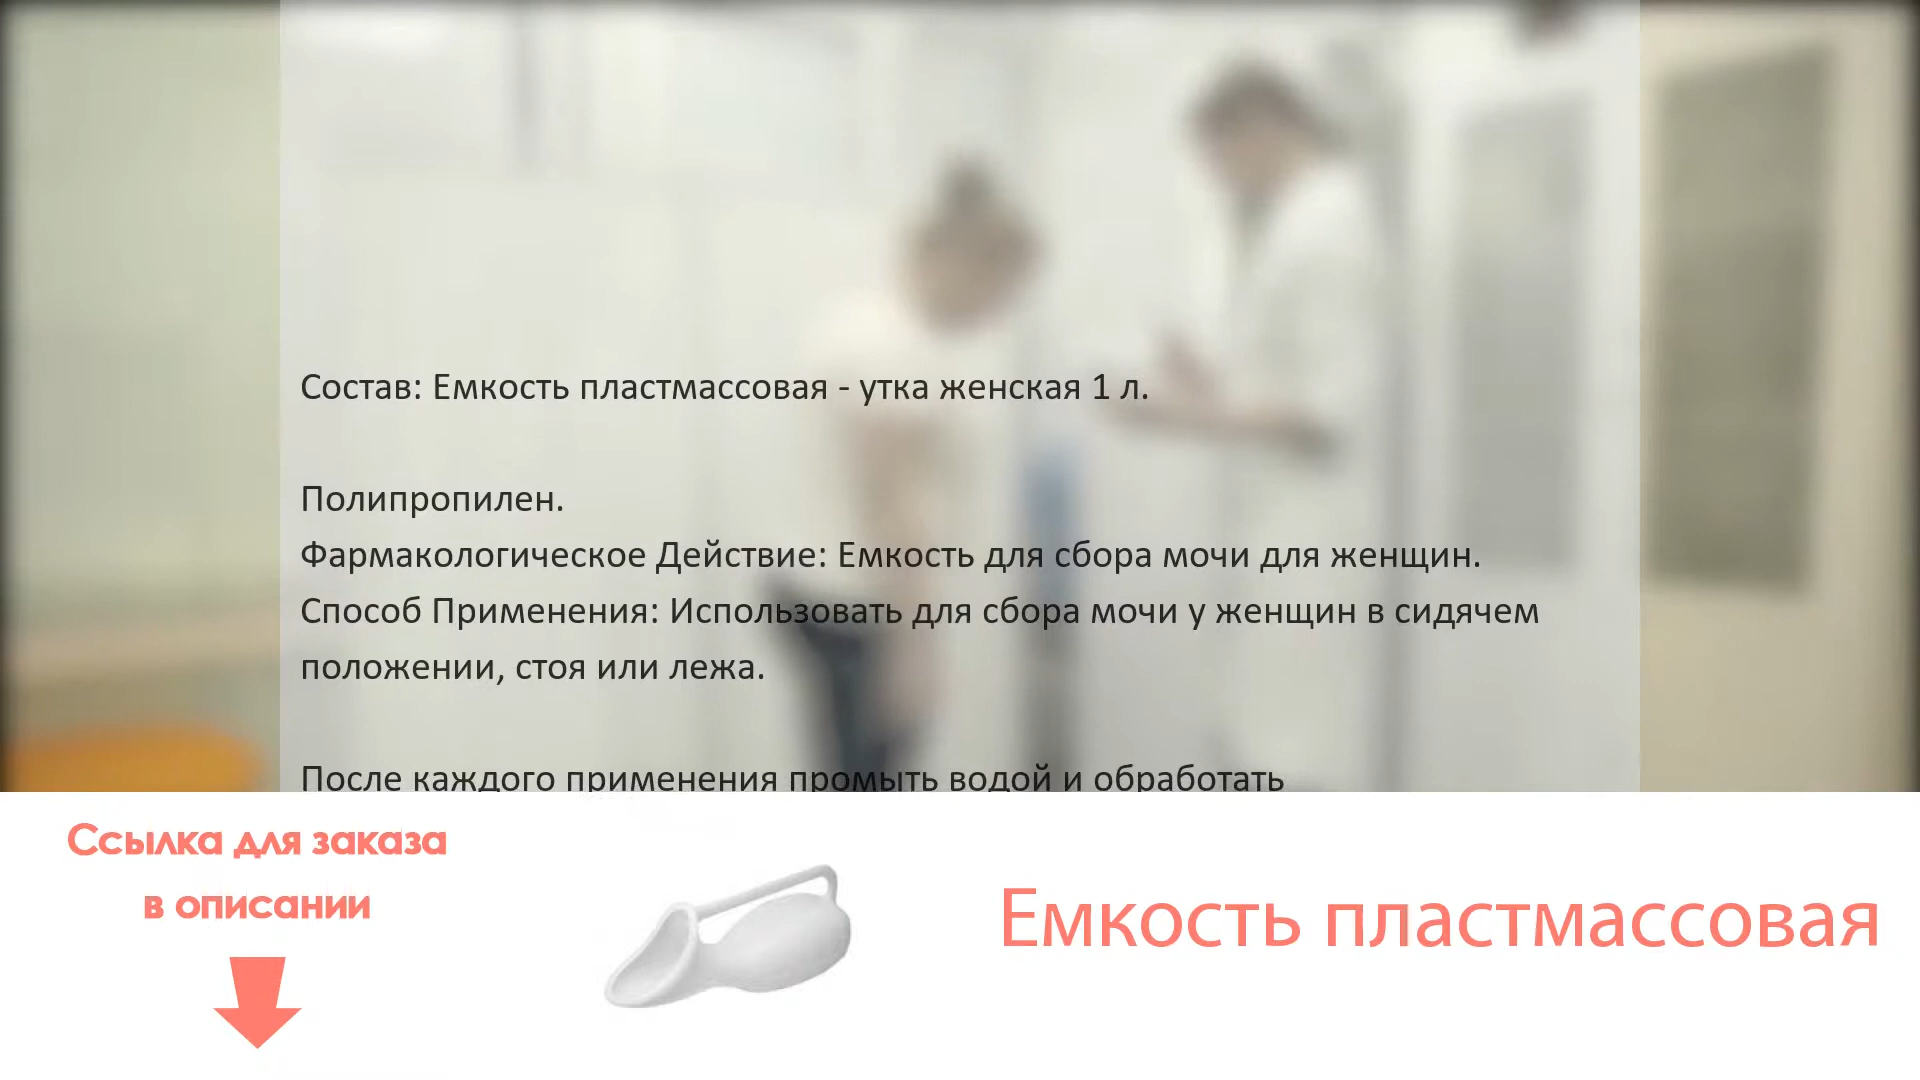 Состав: Емкость пластмассовая - утка женская 1 л.
Полипропилен.
Фармакологическое Действие: Емкость для сбора мочи для женщин.
Способ Применения: Использовать для сбора мочи у женщин в сидячем
положении, стоя или лежа.
После каждого применения промыть водой и обработать
Ссылка для заказа
в описании
Емкость пластмассовая